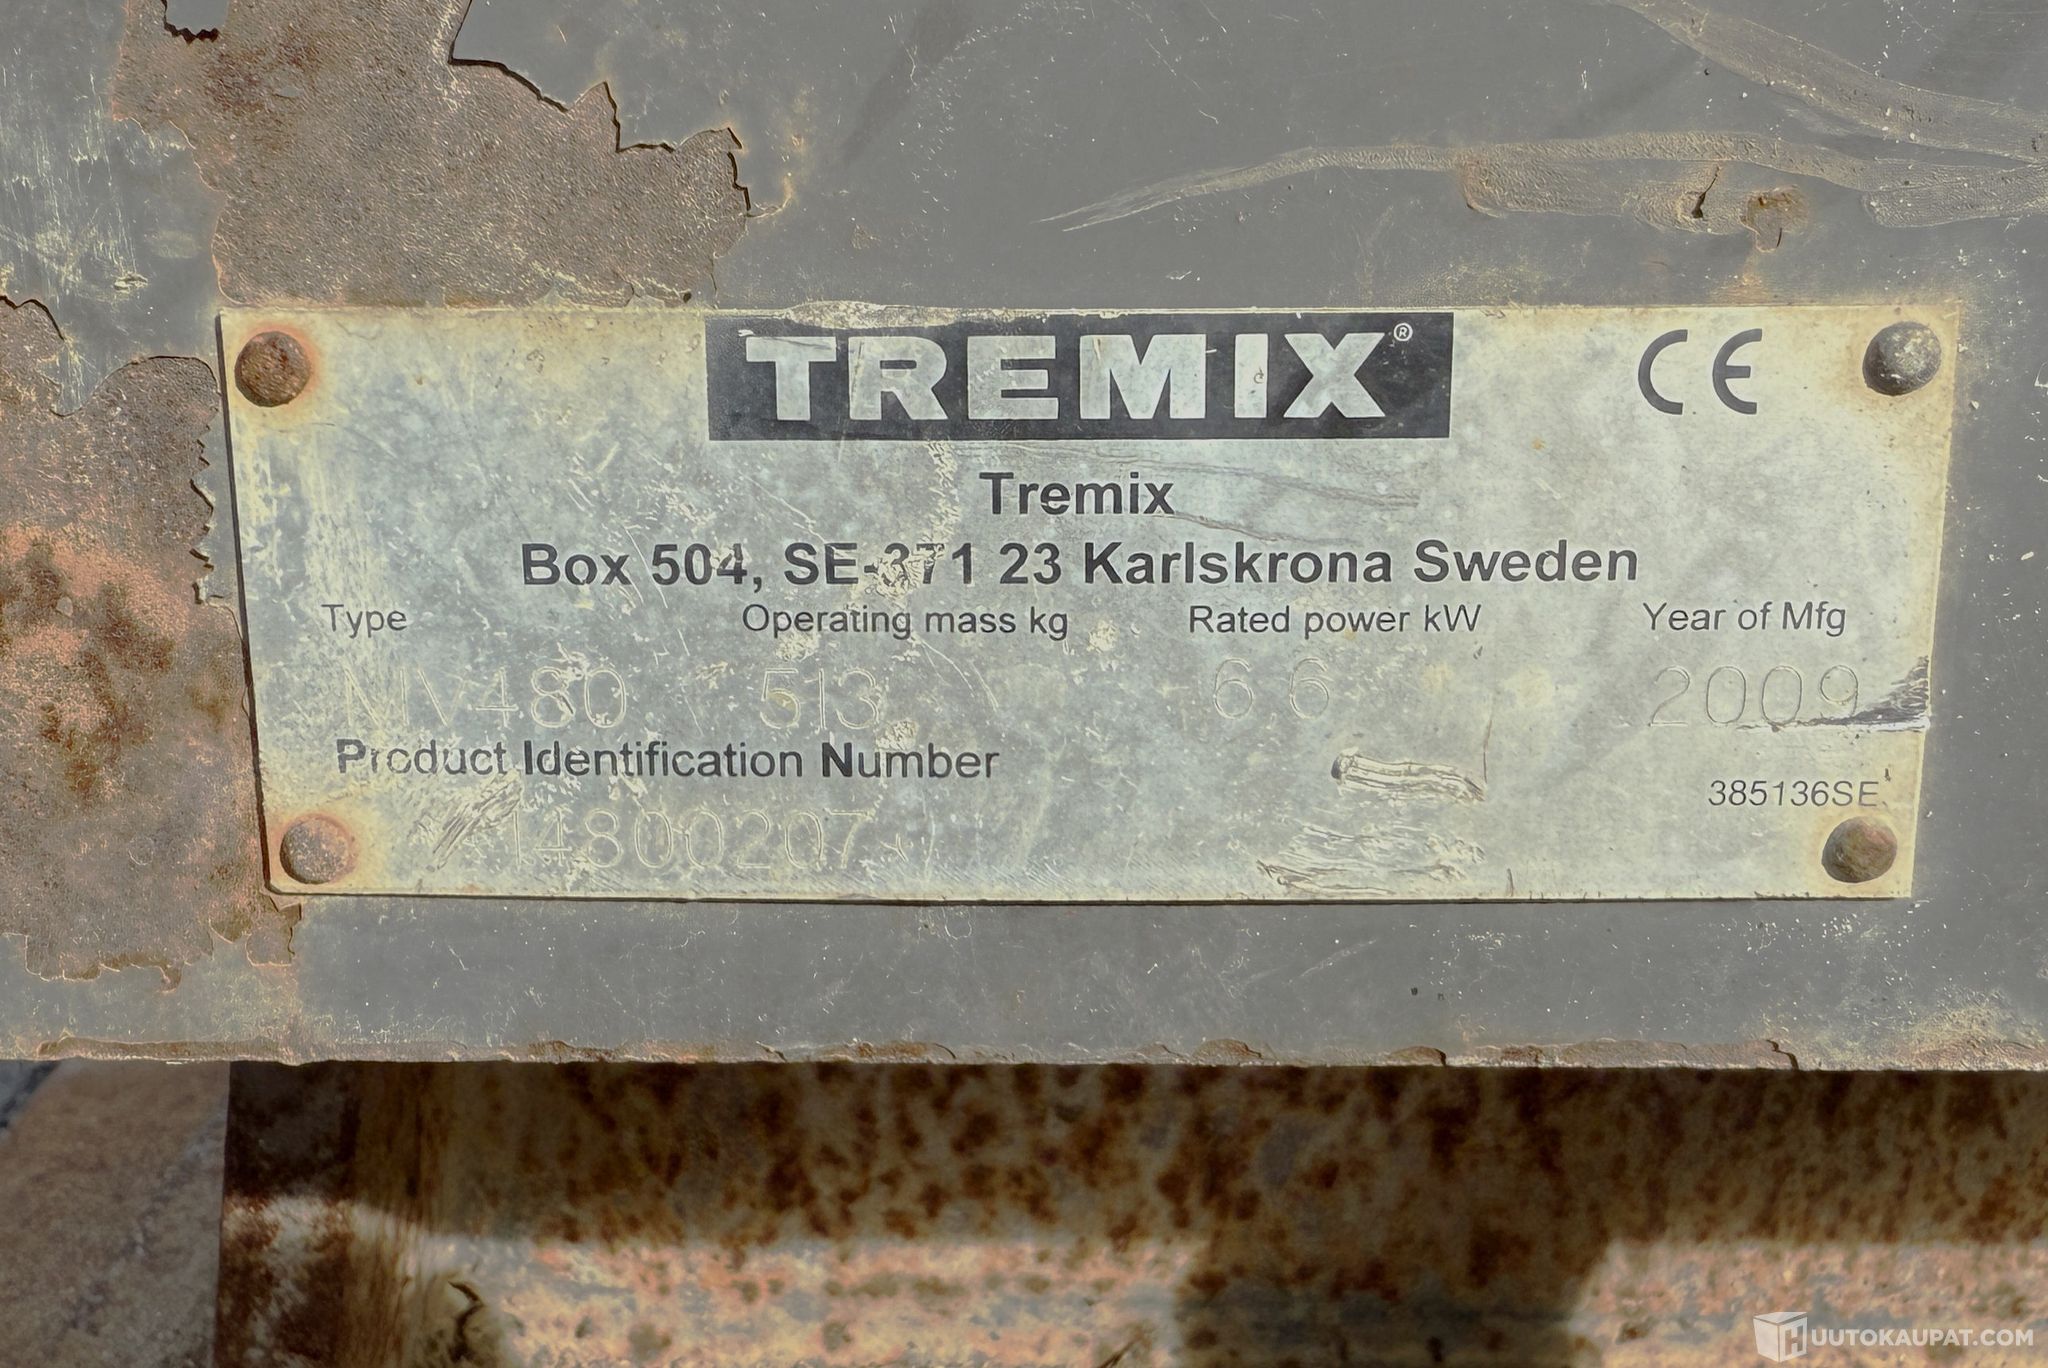 TREMIX®
CE
Tremix
Box 504, SE-371 23 Karlskrona Sweden
Type Operating mass kg Rated power kW Year of Mfg
MV480 513 6 6 2009
Product Identification Number
14800207
385136SE
HUUTOKAUPAT.COM